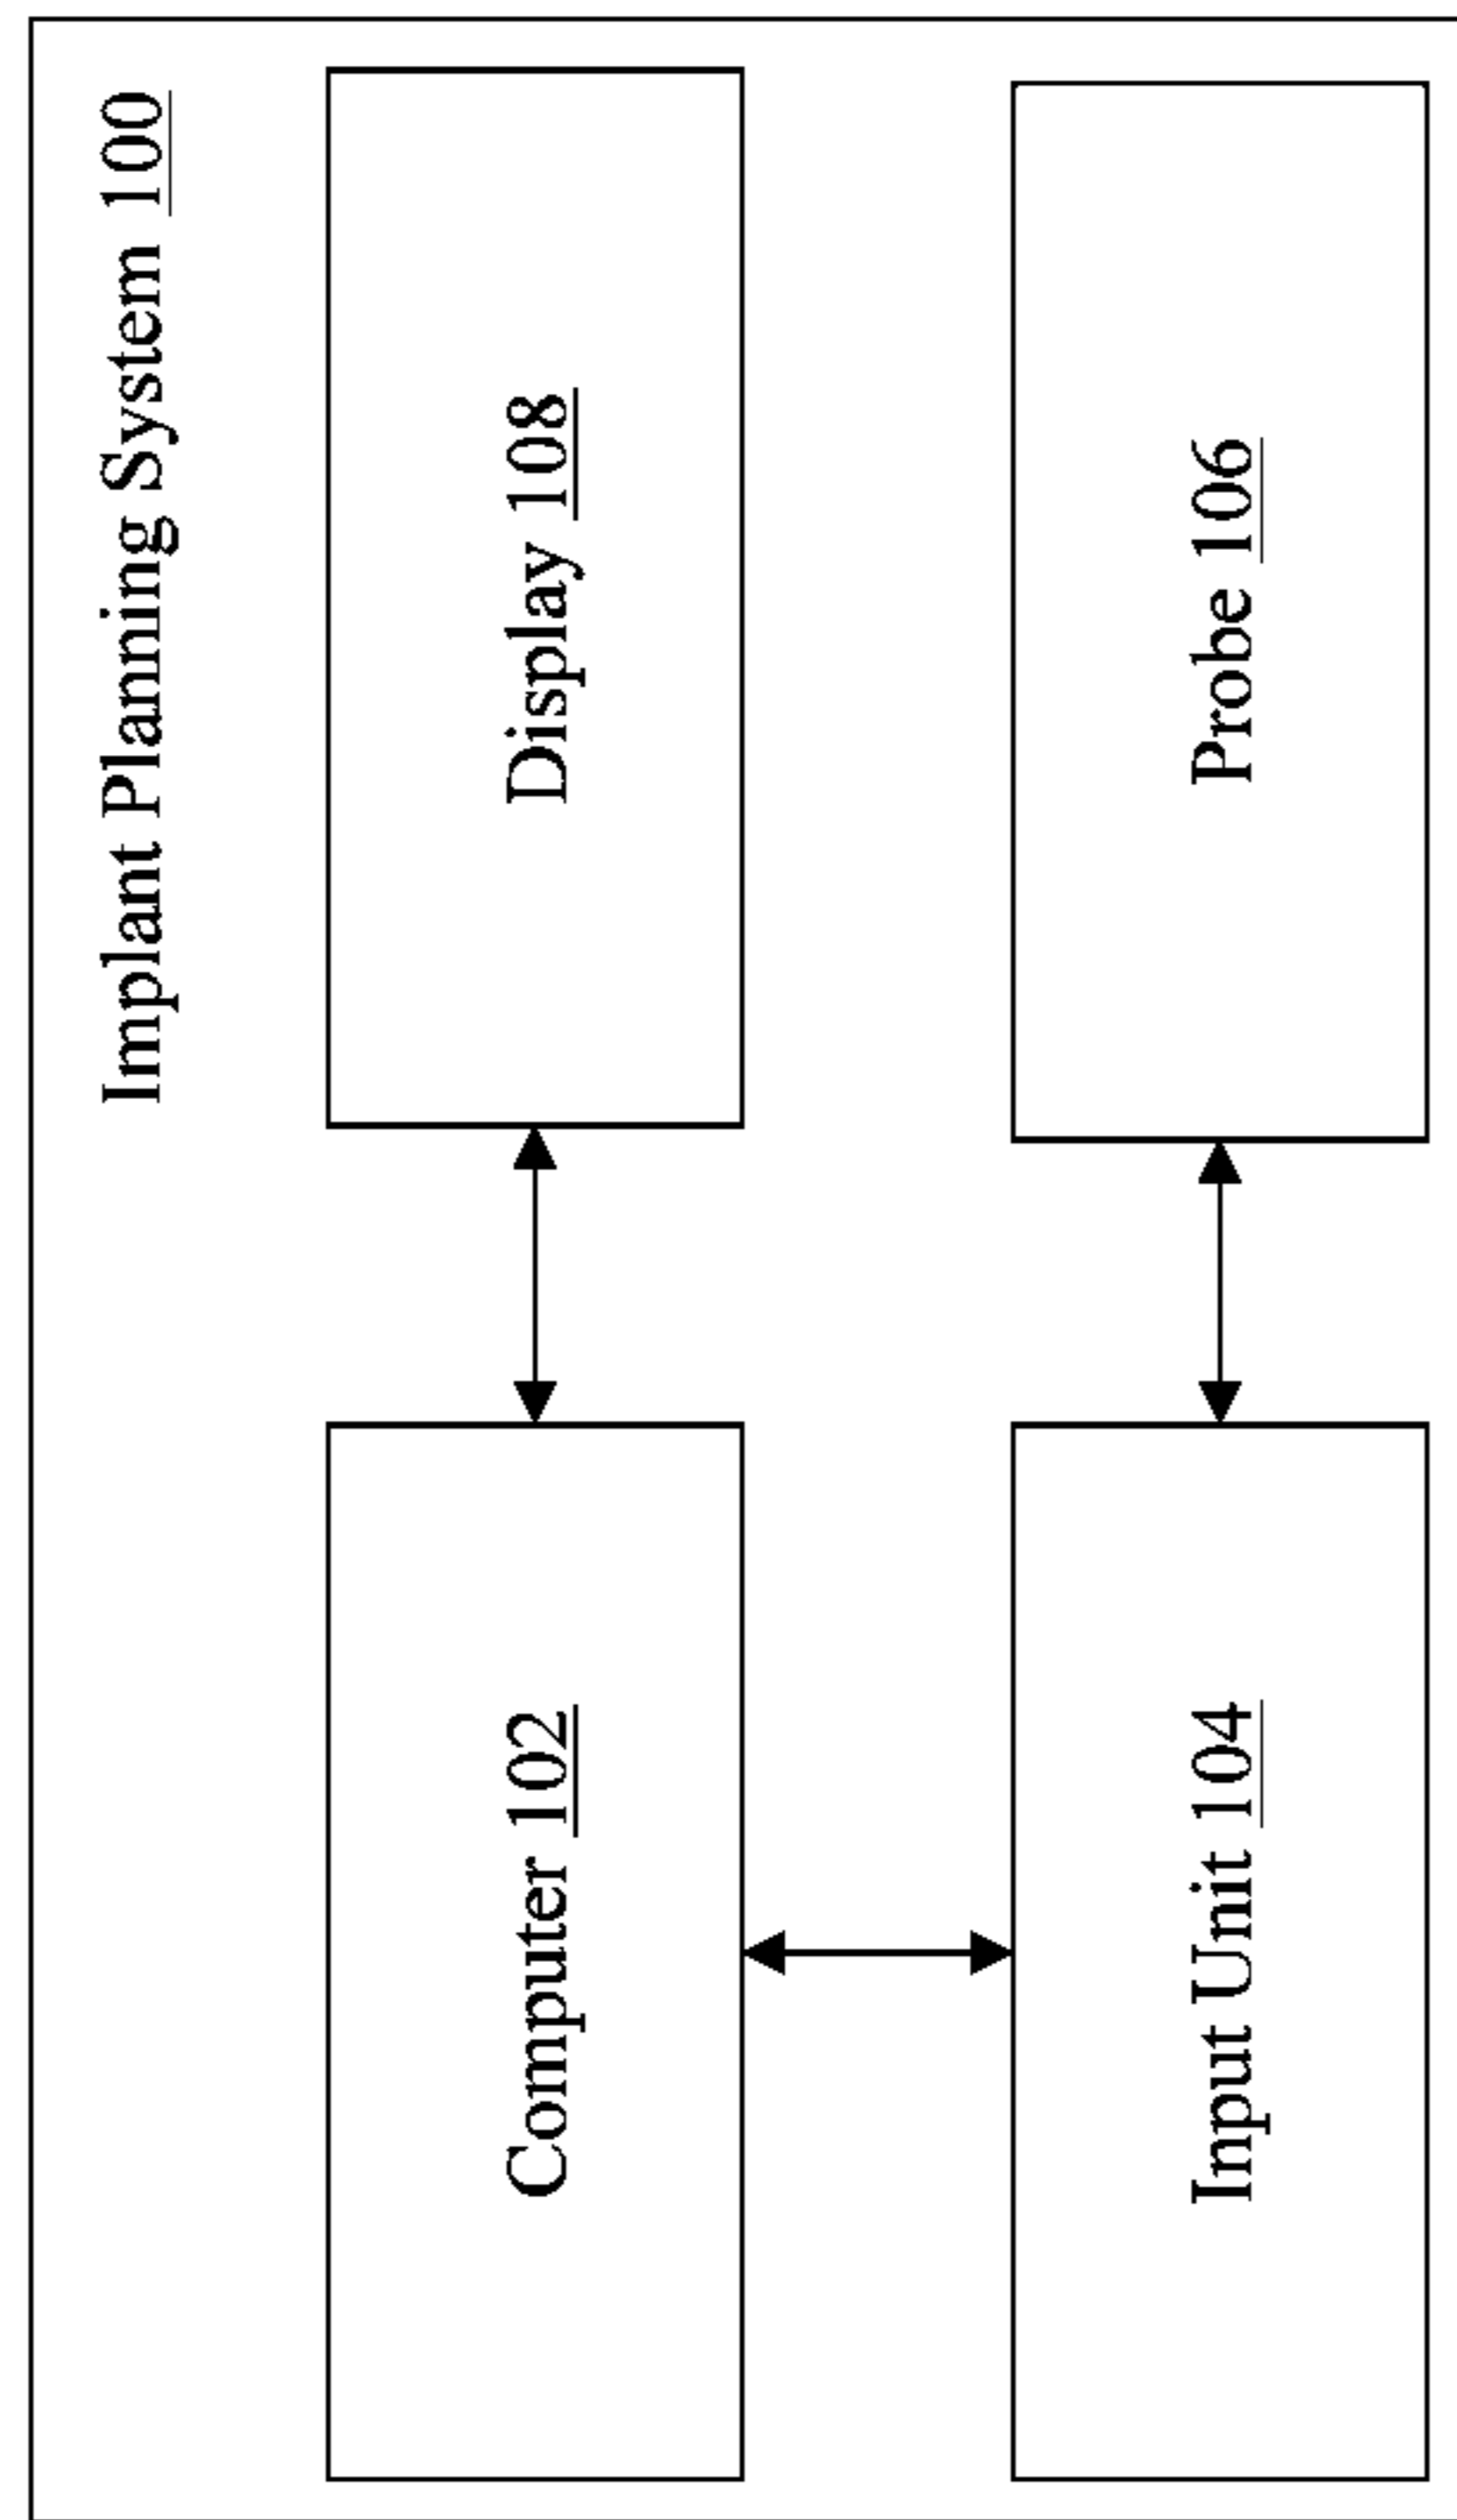 Implant Planning System 100
Computer 102
Display 108
Input Unit 104
Probe 106